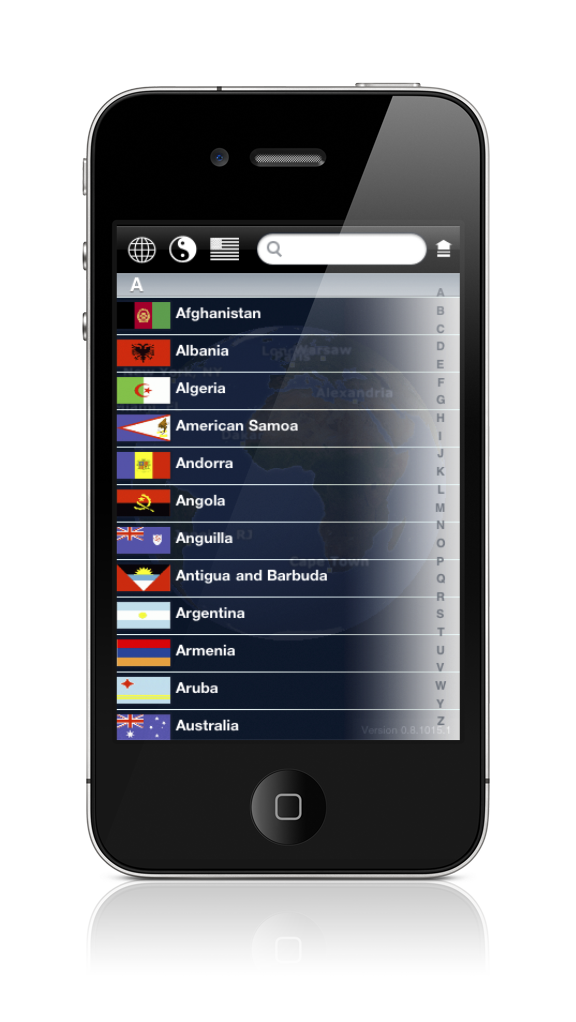 A
Afghanistan
Albania
Algeria
American Samoa
Andorra
Angola
Anguilla
Antigua and Barbuda
Argentina
Armenia
Aruba
Australia
A
B
C
D
E
F
G
H
I
J
K
L
M
N
O
P
Q
R
S
T
U
V
W
Y
Z
Warsaw
Alexandria
RJ
Cape Town
Version 0.8.1015.1